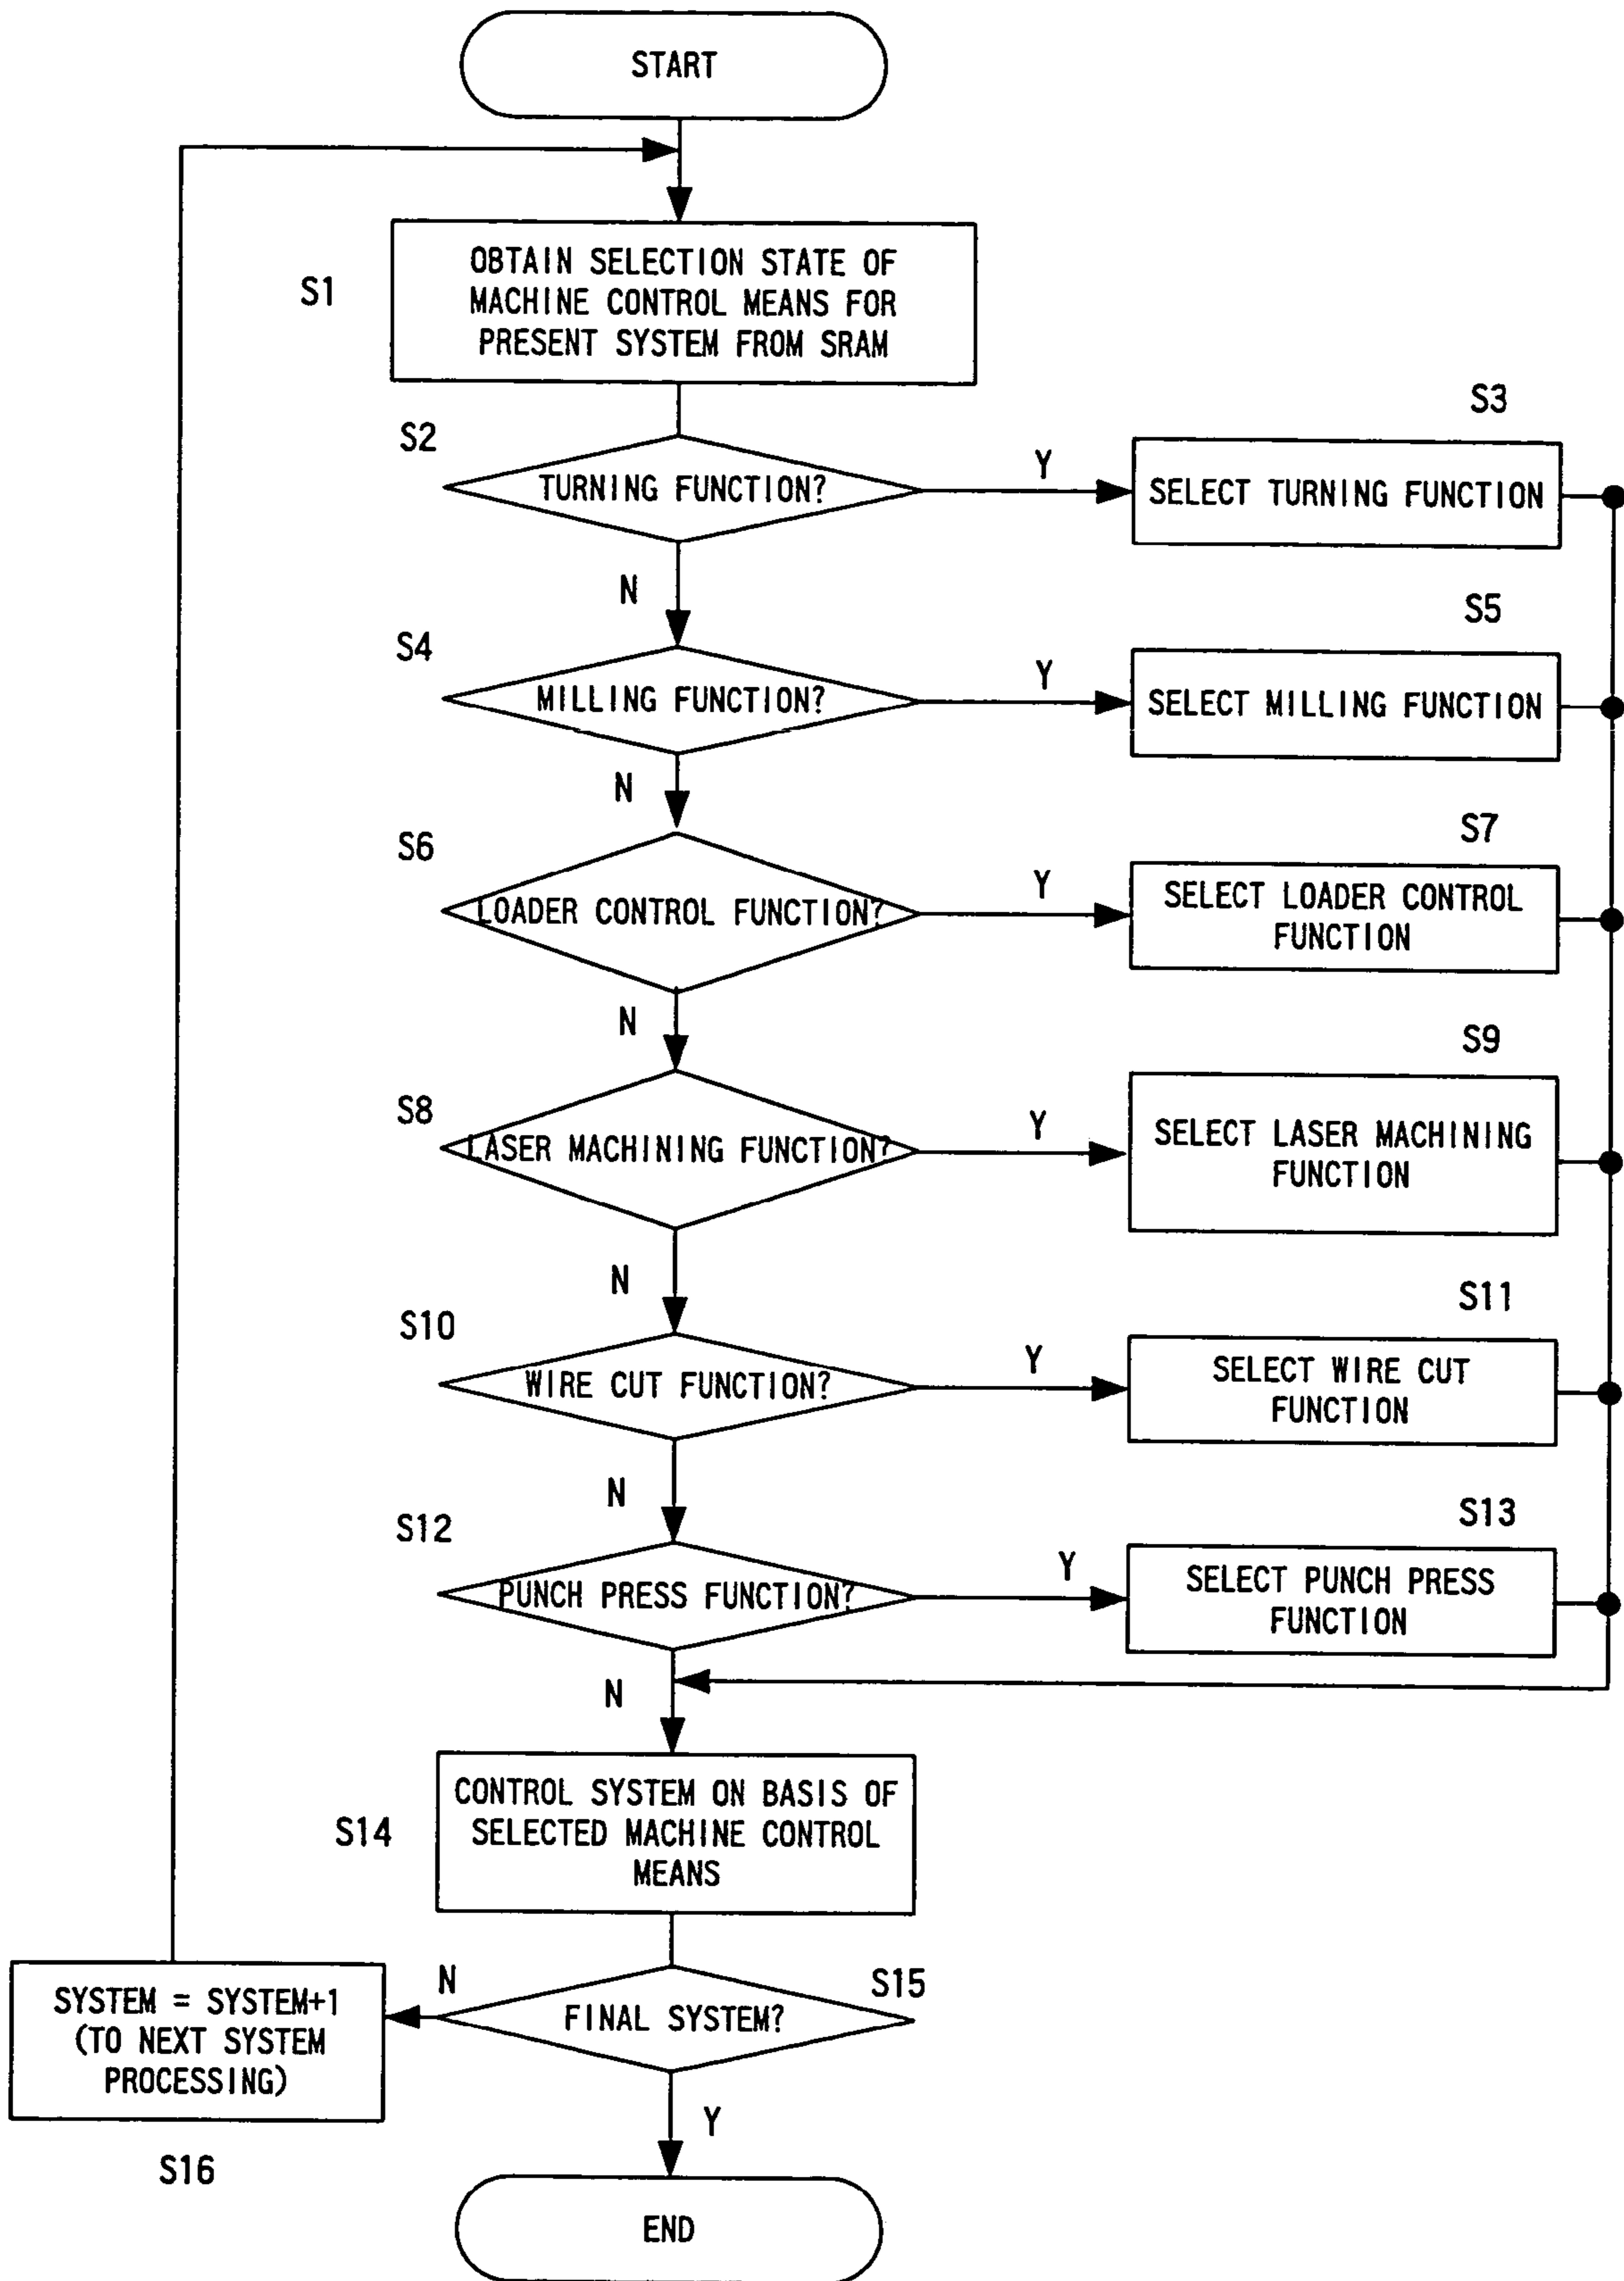 START
S1
OBTAIN SELECTION STATE OF
MACHINE CONTROL MEANS FOR
PRESENT SYSTEM FROM SRAM
S2
TURNING FUNCTION?
Y
S3
SELECT TURNING FUNCTION
N
S4
MILLING FUNCTION?
Y
S5
SELECT MILLING FUNCTION
N
S6
LOADER CONTROL FUNCTION?
Y
S7
SELECT LOADER CONTROL
FUNCTION
N
S8
LASER MACHINING FUNCTION?
Y
S9
SELECT LASER MACHINING
FUNCTION
N
S10
WIRE CUT FUNCTION?
Y
S11
SELECT WIRE CUT
FUNCTION
N
S12
PUNCH PRESS FUNCTION?
Y
S13
SELECT PUNCH PRESS
FUNCTION
N
S14
CONTROL SYSTEM ON BASIS OF
SELECTED MACHINE CONTROL
MEANS
S15
FINAL SYSTEM?
N
SYSTEM = SYSTEM+1
(TO NEXT SYSTEM
PROCESSING)
S16
Y
END